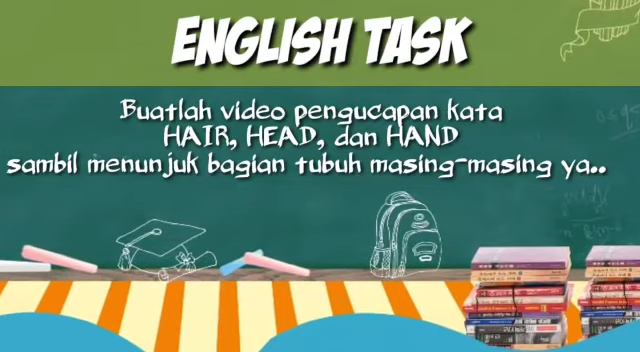 ENGLISH TASK
Buatlah video pengucapan kata
HAIR, HEAD, dan HAND
sambil menunjuk bagian tubuh masing-masing ya..